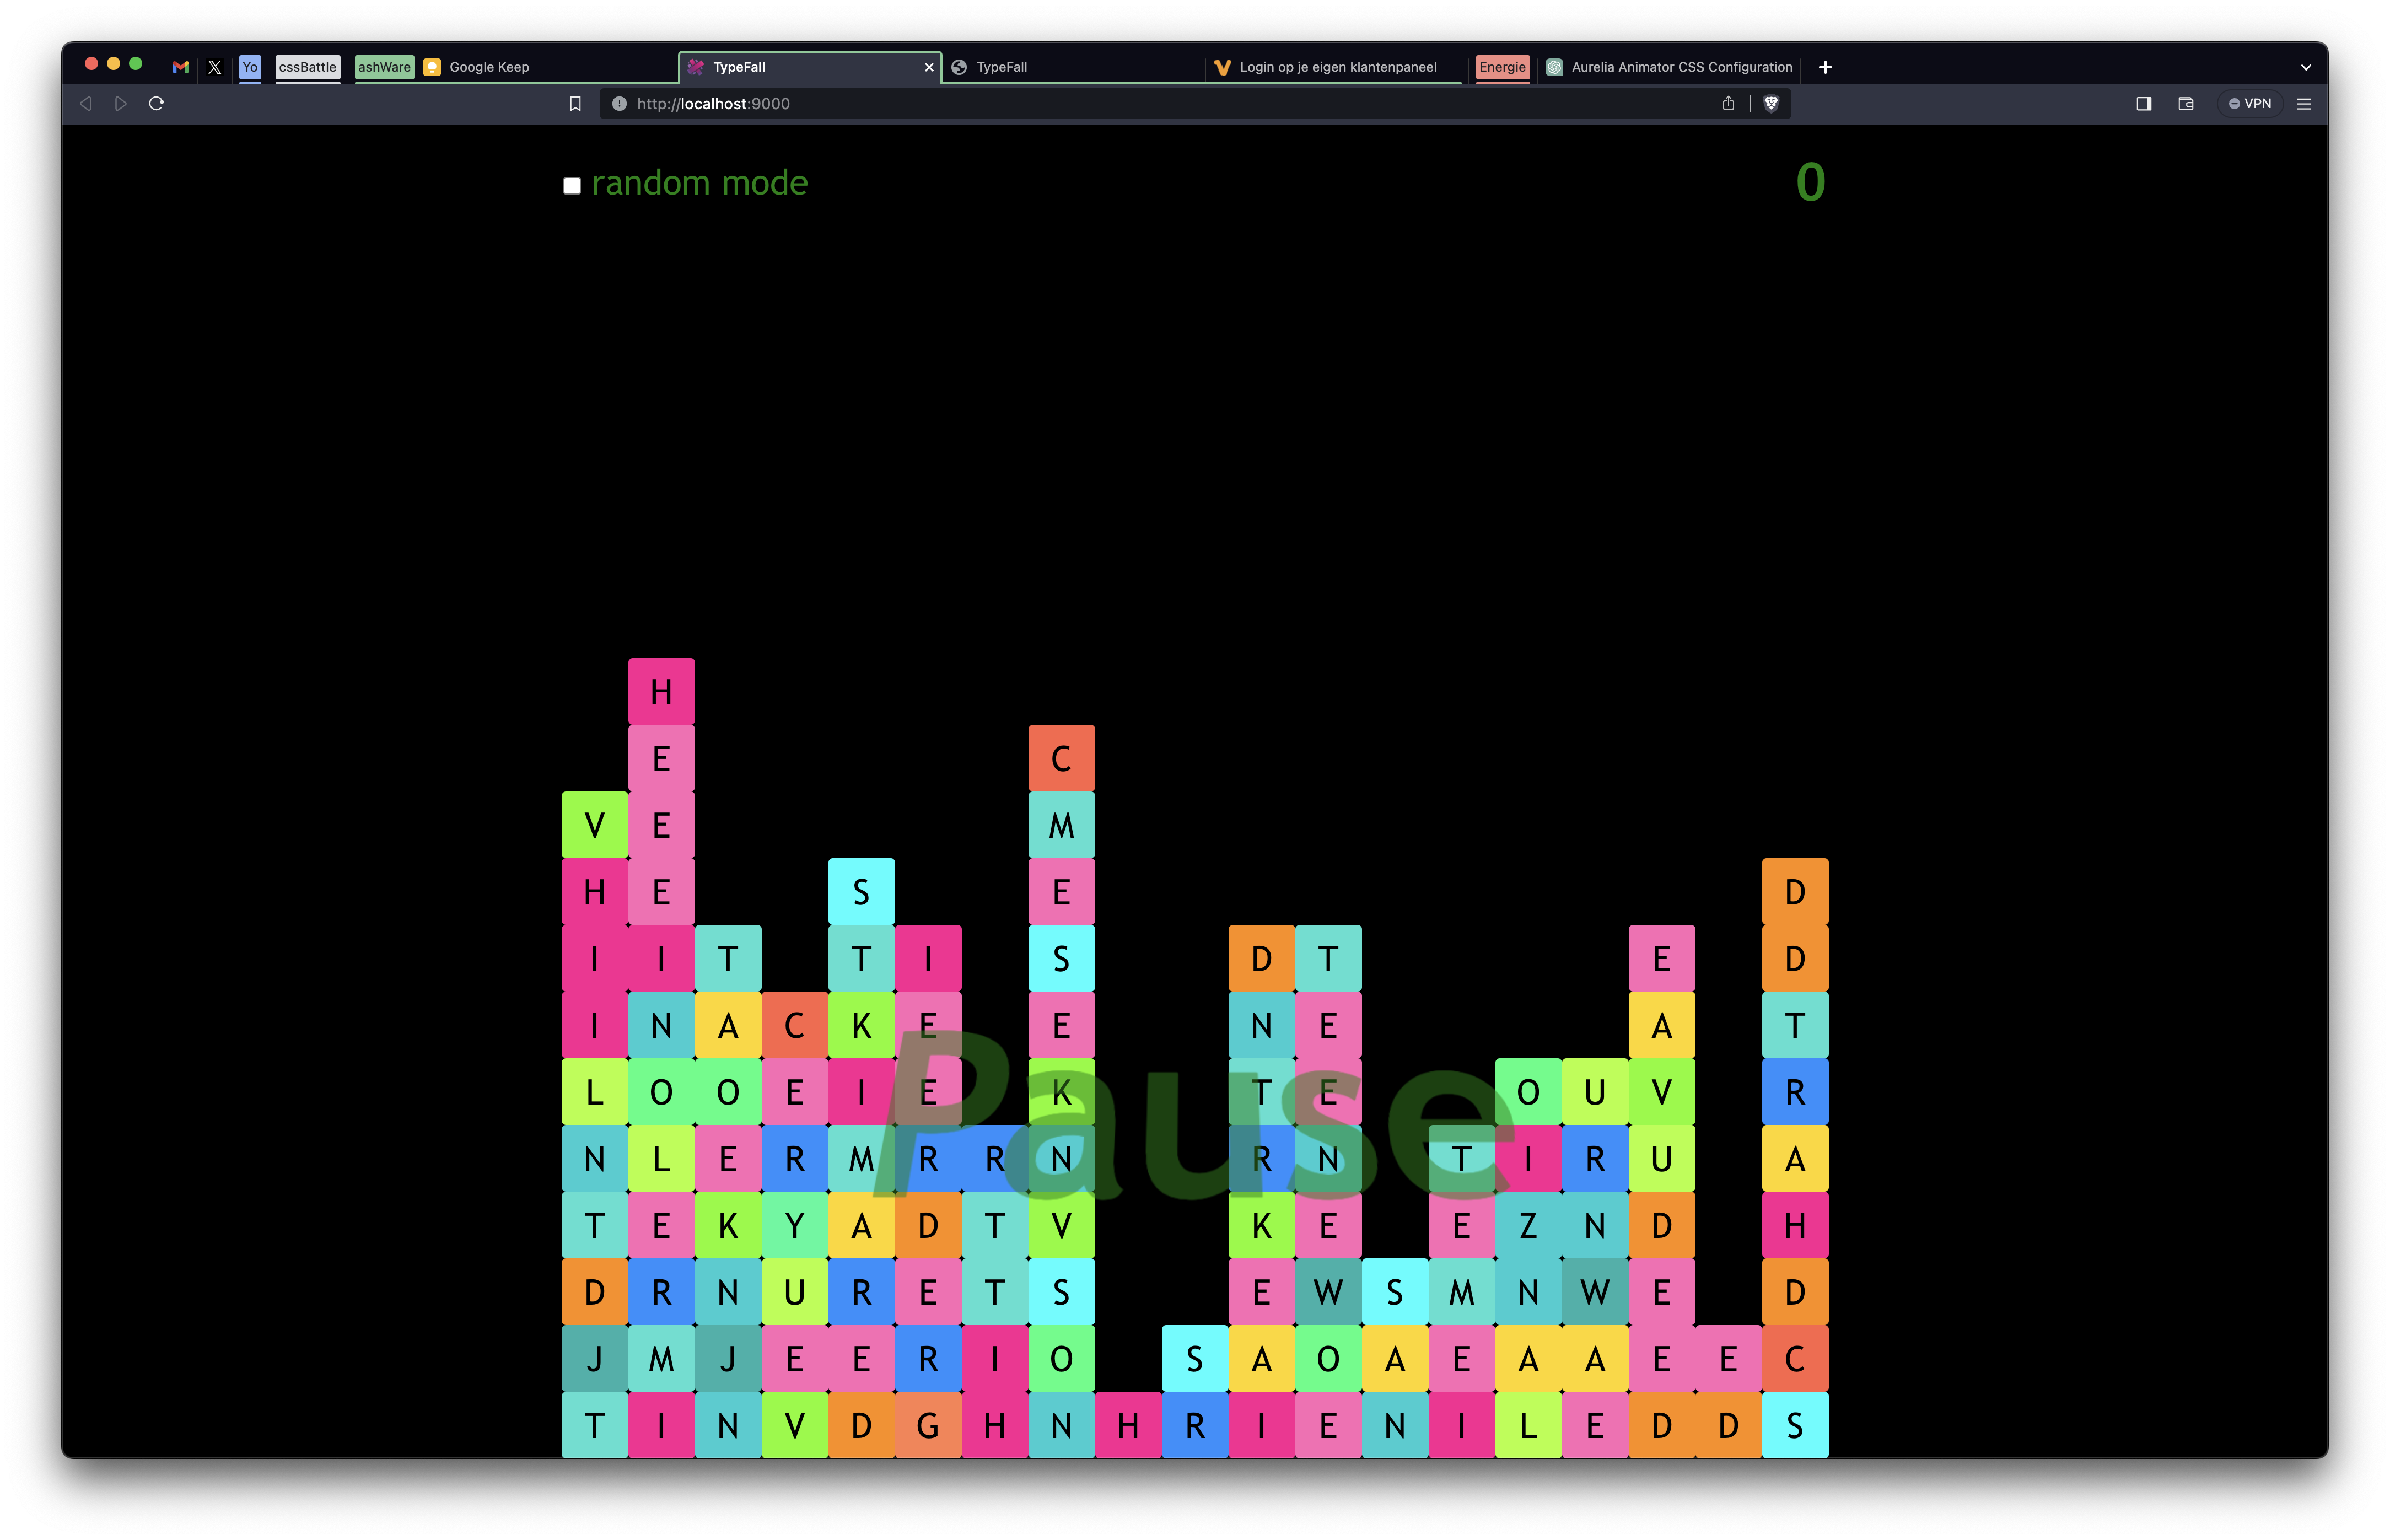 Yo cssBattle ashWare Google Keep TypeFall TypeFall Login op je eigen klantenpaneel Energie Aurelia Animator CSS Configuration
http://localhost:9000 VPN
random mode 0
H
E C
V E M
H E S E D
I I T T I S D T E D
I N A C K E E N E A T
L O O E I E K T E O U V R
N L E R M R R N R N T I R U A
T E K Y A D T V K E E Z N D H
D R N U R E T S E W S M N W E D
J M J E E R I O S A O A E A A E E C
T I N V D G H N H R I E N I L E D D S
Pause